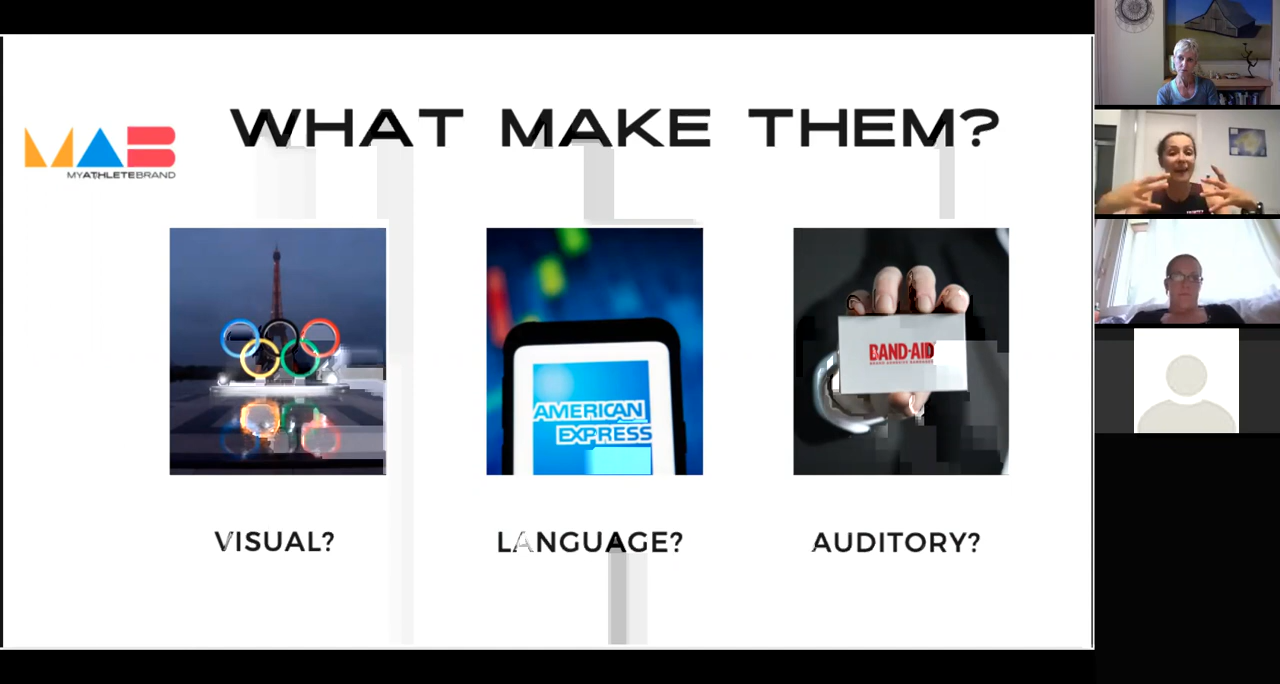 WHAT MAKE THEM?
MAB
MYATHLETEBRAND
AMERICAN
EXPRESS
BAND-AID
VISUAL?
LANGUAGE?
AUDITORY?